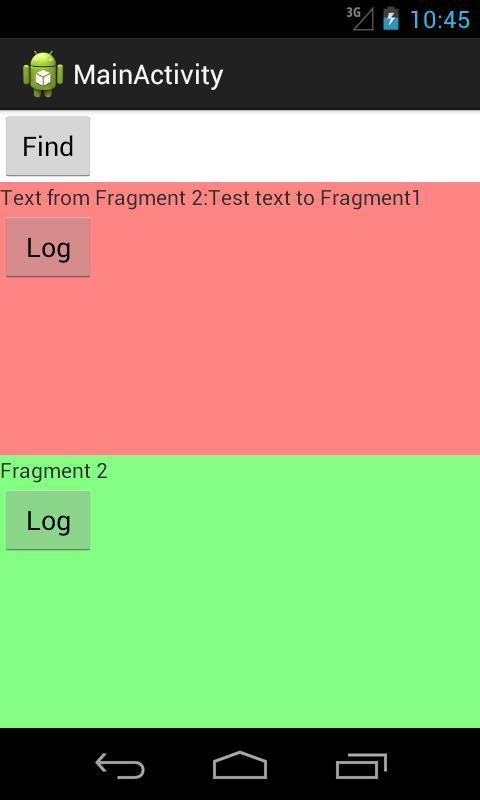 3G 10:45
MainActivity
Find
Text from Fragment 2:Test text to Fragment1
Log
Fragment 2
Log